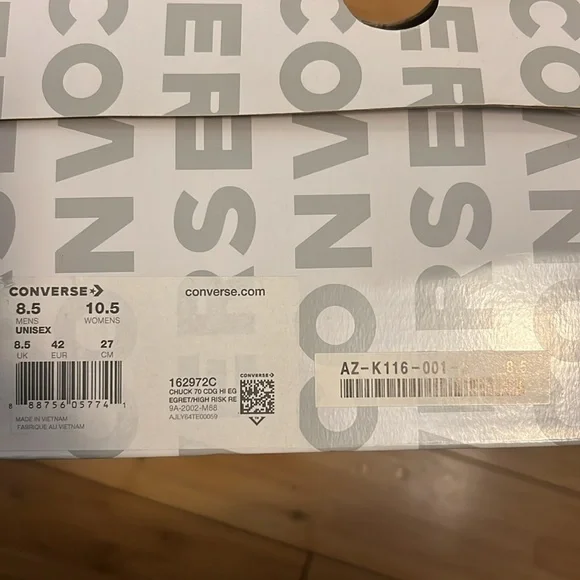 CONVERSE
converse.com
8.5 10.5
MENS WOMENS
UNISEX
8.5 42 27
UK EUR CM
8 88756 05774 1
MADE IN VIETNAM
FABRIQUE AU VIETNAM
162972C
CHUCK 70 CDG HI EG
EGRET/HIGH RISK RE
9A-2002-M68
AJLY64TE00059
CONVERSE
AZ-K116-001-